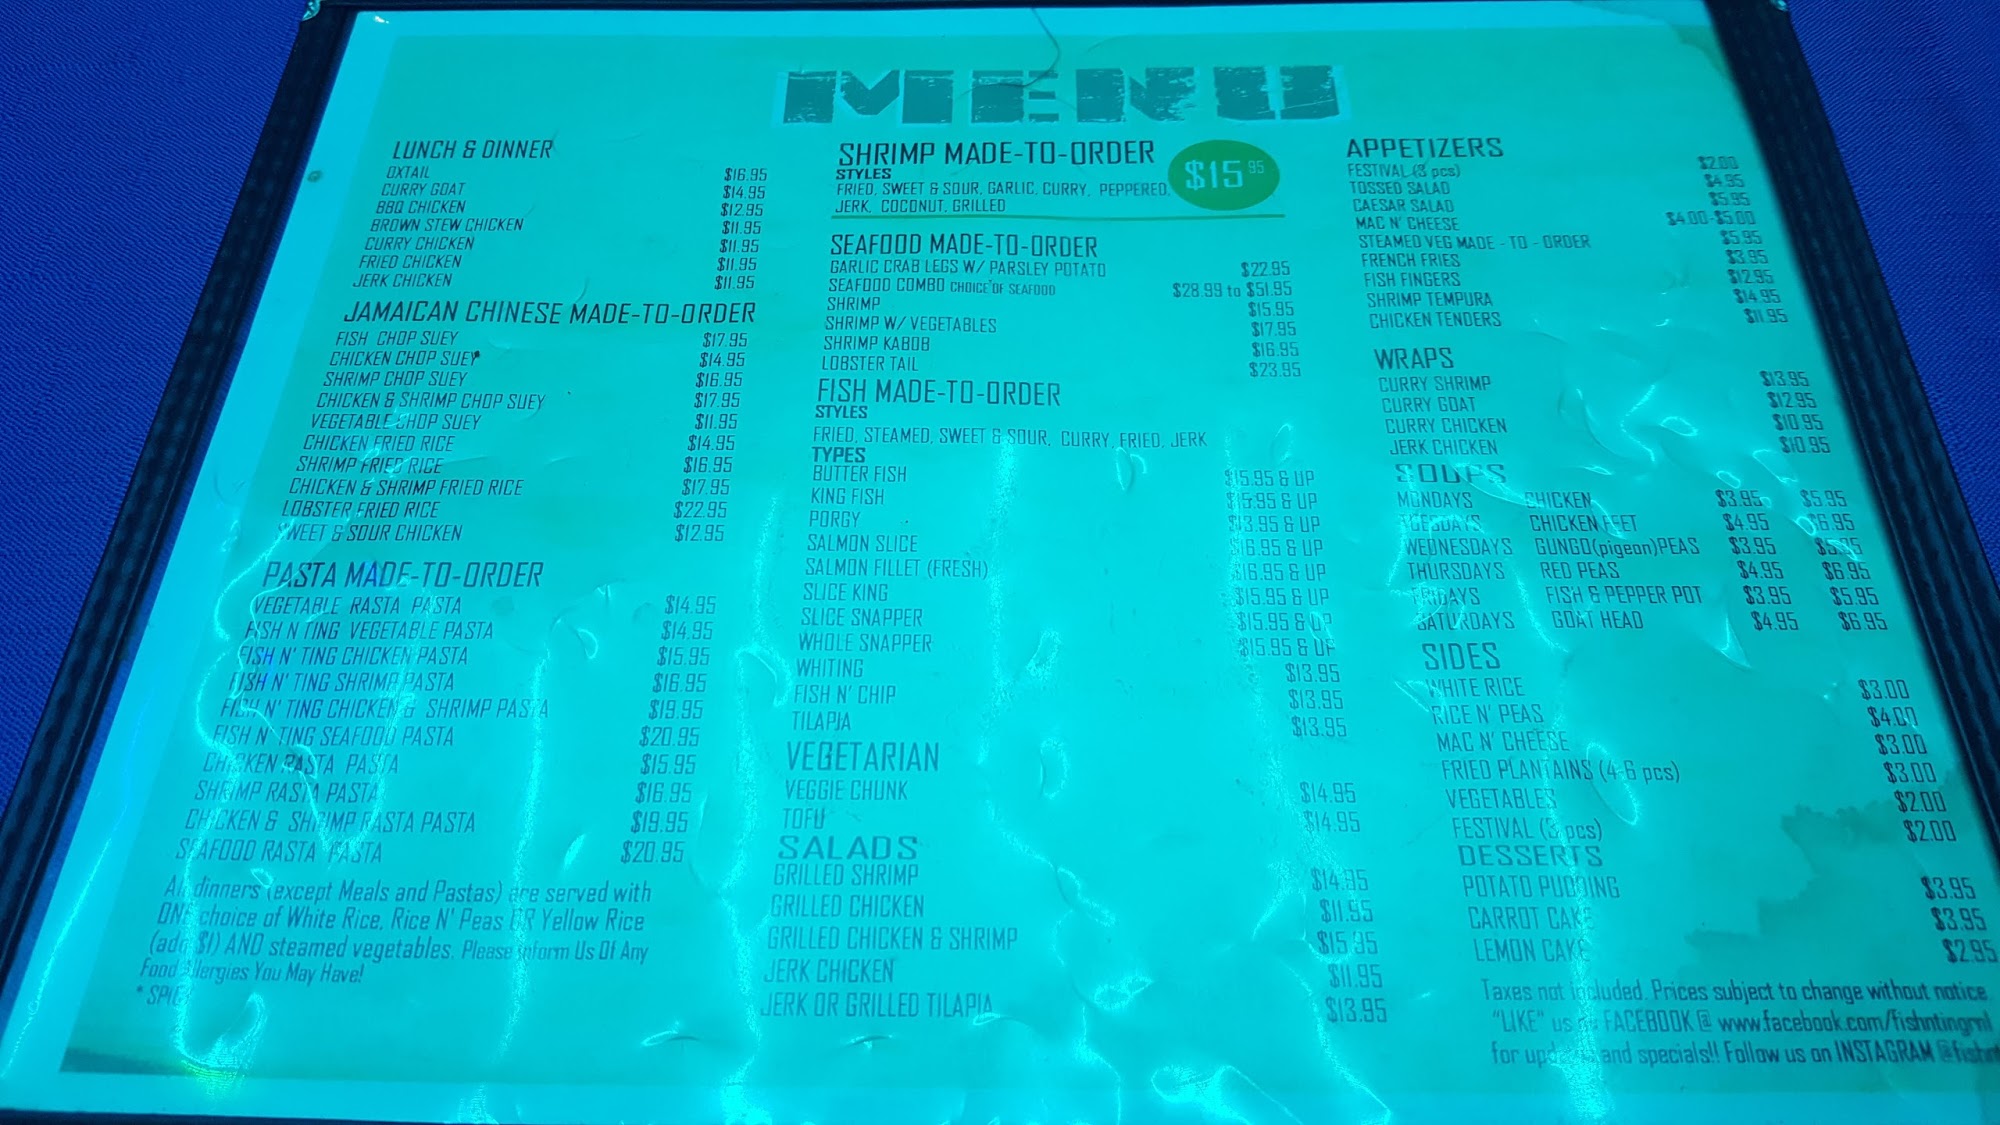 MENU
LUNCH & DINNER
OXTAIL $16.95
CURRY GOAT $14.95
BBQ CHICKEN $12.95
BROWN STEW CHICKEN $11.95
CURRY CHICKEN $11.95
FRIED CHICKEN $11.95
JERK CHICKEN $11.95
JAMAICAN CHINESE MADE-TO-ORDER
FISH CHOP SUEY $17.95
CHICKEN CHOP SUEY $14.95
SHRIMP CHOP SUEY $16.95
CHICKEN & SHRIMP CHOP SUEY $17.95
VEGETABLE CHOP SUEY $11.95
CHICKEN FRIED RICE $14.95
SHRIMP FRIED RICE $16.95
CHICKEN & SHRIMP FRIED RICE $17.95
LOBSTER FRIED RICE $22.95
SWEET & SOUR CHICKEN $12.95
PASTA MADE-TO-ORDER
VEGETABLE RASTA PASTA $14.95
FISH N TING VEGETABLE PASTA $14.95
FISH N' TING CHICKEN PASTA $15.95
FISH N' TING SHRIMP PASTA $16.95
FISH N' TING CHICKEN & SHRIMP PASTA $19.95
FISH N' TING SEAFOOD PASTA $20.95
CHICKEN RASTA PASTA $15.95
SHRIMP RASTA PASTA $16.95
CHICKEN & SHRIMP RASTA PASTA $19.95
SEAFOOD RASTA PASTA $20.95
All dinners (except Meals and Pastas) are served with
ONE choice of White Rice, Rice N' Peas OR Yellow Rice
(add $1) AND steamed vegetables. Please Inform Us Of Any
Food Allergies You May Have!
* SPICY
SHRIMP MADE-TO-ORDER $15.95
STYLES
FRIED, SWEET & SOUR, GARLIC, CURRY, PEPPERED,
JERK, COCONUT, GRILLED
SEAFOOD MADE-TO-ORDER
GARLIC CRAB LEGS W/ PARSLEY POTATO $22.95
SEAFOOD COMBO CHOICE OF SEAFOOD $28.99 to $51.95
SHRIMP $15.95
SHRIMP W/ VEGETABLES $17.95
SHRIMP KABOB $16.95
LOBSTER TAIL $23.95
FISH MADE-TO-ORDER
STYLES
FRIED, STEAMED, SWEET & SOUR, CURRY, FRIED, JERK
TYPES
BUTTER FISH $15.95 & UP
KING FISH $15.95 & UP
PORGY $13.95 & UP
SALMON SLICE $16.95 & UP
SALMON FILLET (FRESH) $16.95 & UP
SLICE KING $15.95 & UP
SLICE SNAPPER $15.95 & UP
WHOLE SNAPPER $15.95 & UP
WHITING $13.95
FISH N' CHIP $13.95
TILAPIA $13.95
VEGETARIAN
VEGGIE CHUNK $14.95
TOFU $14.95
SALADS
GRILLED SHRIMP $14.95
GRILLED CHICKEN $11.95
GRILLED CHICKEN & SHRIMP $15.95
JERK CHICKEN $11.95
JERK OR GRILLED TILAPIA $13.95
APPETIZERS
FESTIVAL (3 pcs) $2.00
TOSSED SALAD $4.95
CAESAR SALAD $5.95
MAC N' CHEESE $4.00-$5.00
STEAMED VEG MADE - TO - ORDER $5.95
FRENCH FRIES $3.95
FISH FINGERS $12.95
SHRIMP TEMPURA $14.95
CHICKEN TENDERS $11.95
WRAPS
CURRY SHRIMP $13.95
CURRY GOAT $12.95
CURRY CHICKEN $10.95
JERK CHICKEN $10.95
SOUPS
MONDAYS CHICKEN $3.95 $5.95
TUESDAYS CHICKEN FEET $4.95 $6.95
WEDNESDAYS GUNGO(pigeon)PEAS $3.95 $5.95
THURSDAYS RED PEAS $4.95 $6.95
FRIDAYS FISH & PEPPER POT $3.95 $5.95
SATURDAYS GOAT HEAD $4.95 $6.95
SIDES
WHITE RICE $3.00
RICE N' PEAS $4.00
MAC N' CHEESE $3.00
FRIED PLANTAINS (4-6 pcs) $3.00
VEGETABLES $2.00
FESTIVAL (3 pcs) $2.00
DESSERTS
POTATO PUDDING $3.95
CARROT CAKE $3.95
LEMON CAKE $2.95
Taxes not included. Prices subject to change without notice.
"LIKE" us on FACEBOOK @ www.facebook.com/fishntingrml
for updates and specials!! Follow us on INSTAGRAM